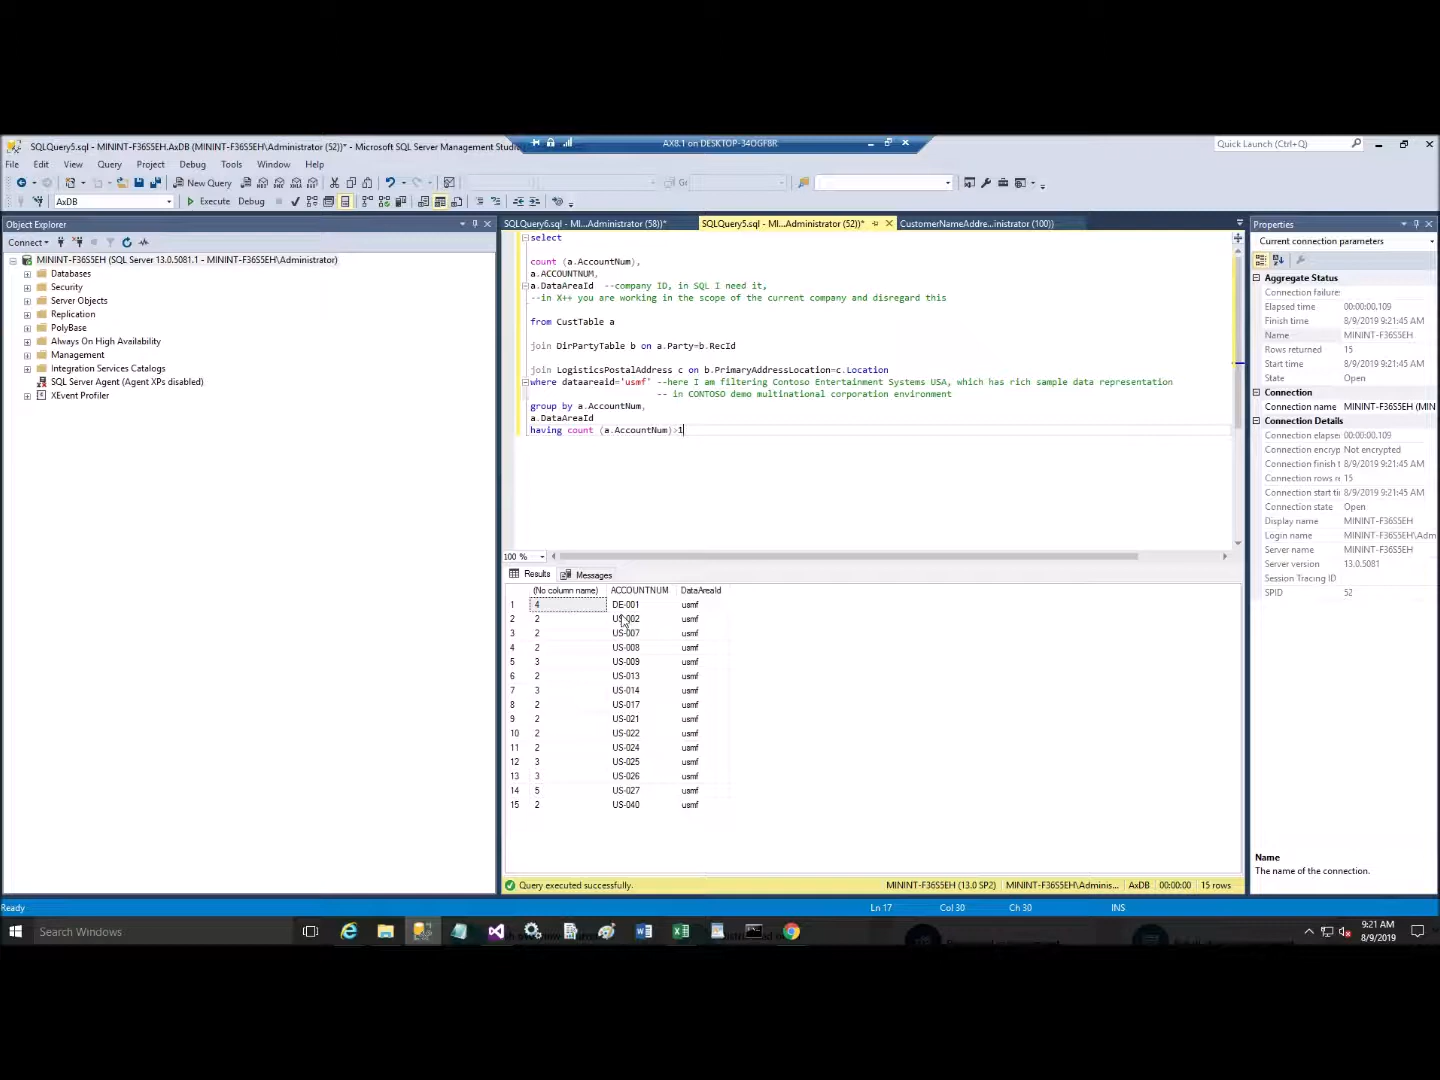 SQLQuery5.sql - MININT-F36S5EH.AxDB (MININT-F36S5EH\Administrator (52))* - Microsoft SQL Server Management Studio
AX8.1 on DESKTOP-34OGF8R
Quick Launch (Ctrl+Q)
File Edit View Query Project Debug Tools Window Help
New Query
AxDB Execute Debug
Object Explorer
Connect
MININT-F36S5EH (SQL Server 13.0.5081.1 - MININT-F36S5EH\Administrator)
Databases
Security
Server Objects
Replication
PolyBase
Always On High Availability
Management
Integration Services Catalogs
SQL Server Agent (Agent XPs disabled)
XEvent Profiler
SQLQuery6.sql - MI...Administrator (58))* SQLQuery5.sql - MI...Administrator (52))* CustomerNameAddre...inistrator (100))
select
count (a.AccountNum),
a.ACCOUNTNUM,
a.DataAreaId --company ID, in SQL I need it,
--in X++ you are working in the scope of the current company and disregard this
from CustTable a
join DirPartyTable b on a.Party=b.RecId
join LogisticsPostalAddress c on b.PrimaryAddressLocation=c.Location
where dataareaid='usmf' --here I am filtering Contoso Entertainment Systems USA, which has rich sample data representation
-- in CONTOSO demo multinational corporation environment
group by a.AccountNum,
a.DataAreaId
having count (a.AccountNum)>1
100 %
Results Messages
(No column name) ACCOUNTNUM DataAreaId
1 4 DE-001 usmf
2 2 US-002 usmf
3 2 US-007 usmf
4 2 US-008 usmf
5 3 US-009 usmf
6 2 US-013 usmf
7 3 US-014 usmf
8 2 US-017 usmf
9 2 US-021 usmf
10 2 US-022 usmf
11 2 US-024 usmf
12 3 US-025 usmf
13 3 US-026 usmf
14 5 US-027 usmf
15 2 US-040 usmf
Query executed successfully. MININT-F36S5EH (13.0 SP2) MININT-F36S5EH\Adminis... AxDB 00:00:00 15 rows
Properties
Current connection parameters
Aggregate Status
Connection failure:
Elapsed time 00:00:00.109
Finish time 8/9/2019 9:21:45 AM
Name MININT-F36S5EH
Rows returned 15
Start time 8/9/2019 9:21:45 AM
State Open
Connection
Connection name MININT-F36S5EH (MIN
Connection Details
Connection elapse 00:00:00.109
Connection encryp Not encrypted
Connection finish t 8/9/2019 9:21:45 AM
Connection rows re 15
Connection start ti 8/9/2019 9:21:45 AM
Connection state Open
Display name MININT-F36S5EH
Login name MININT-F36S5EH\Adm
Server name MININT-F36S5EH
Server version 13.0.5081
Session Tracing ID
SPID 52
Name
The name of the connection.
Ready Ln 17 Col 30 Ch 30 INS
Search Windows
9:21 AM
8/9/2019